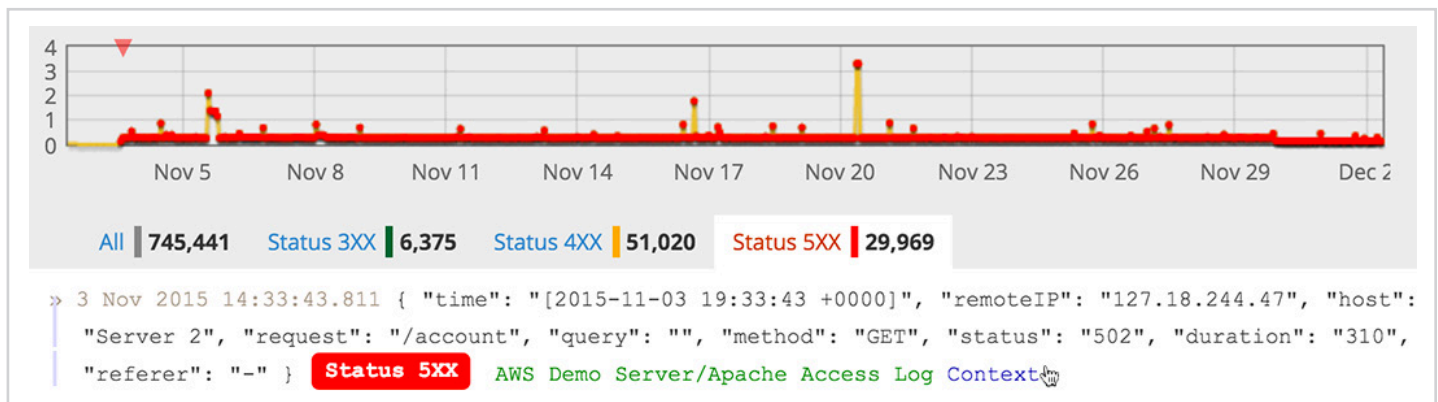 4
3
2
1
0
Nov 5 Nov 8 Nov 11 Nov 14 Nov 17 Nov 20 Nov 23 Nov 26 Nov 29 Dec 2
All 745,441 Status 3XX 6,375 Status 4XX 51,020 Status 5XX 29,969
» 3 Nov 2015 14:33:43.811 { "time": "[2015-11-03 19:33:43 +0000]", "remoteIP": "127.18.244.47", "host":
"Server 2", "request": "/account", "query": "", "method": "GET", "status": "502", "duration": "310",
"referer": "-" } Status 5XX AWS Demo Server/Apache Access Log Context